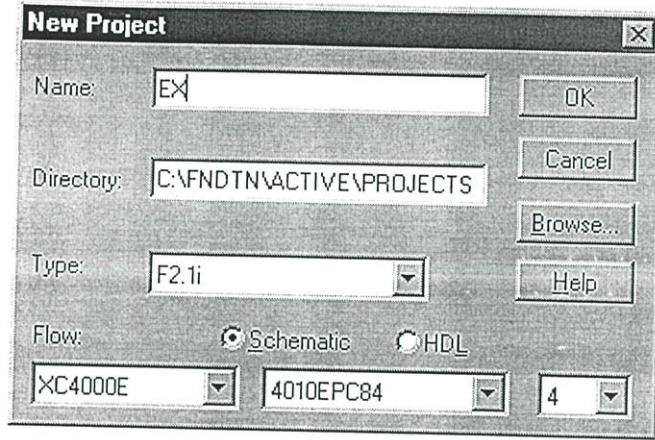 New Project
Name: EX OK
Directory: C:\FNDTN\ACTIVE\PROJECTS Cancel
Browse...
Type: F2.1i Help
Flow: Schematic HDL
XC4000E 4010EPC84 4